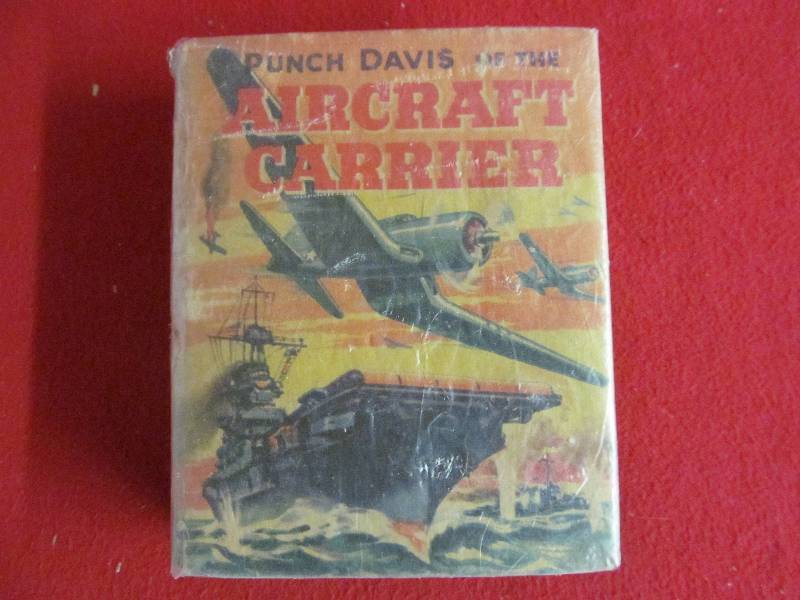 PUNCH DAVIS OF THE
AIRCRAFT
CARRIER